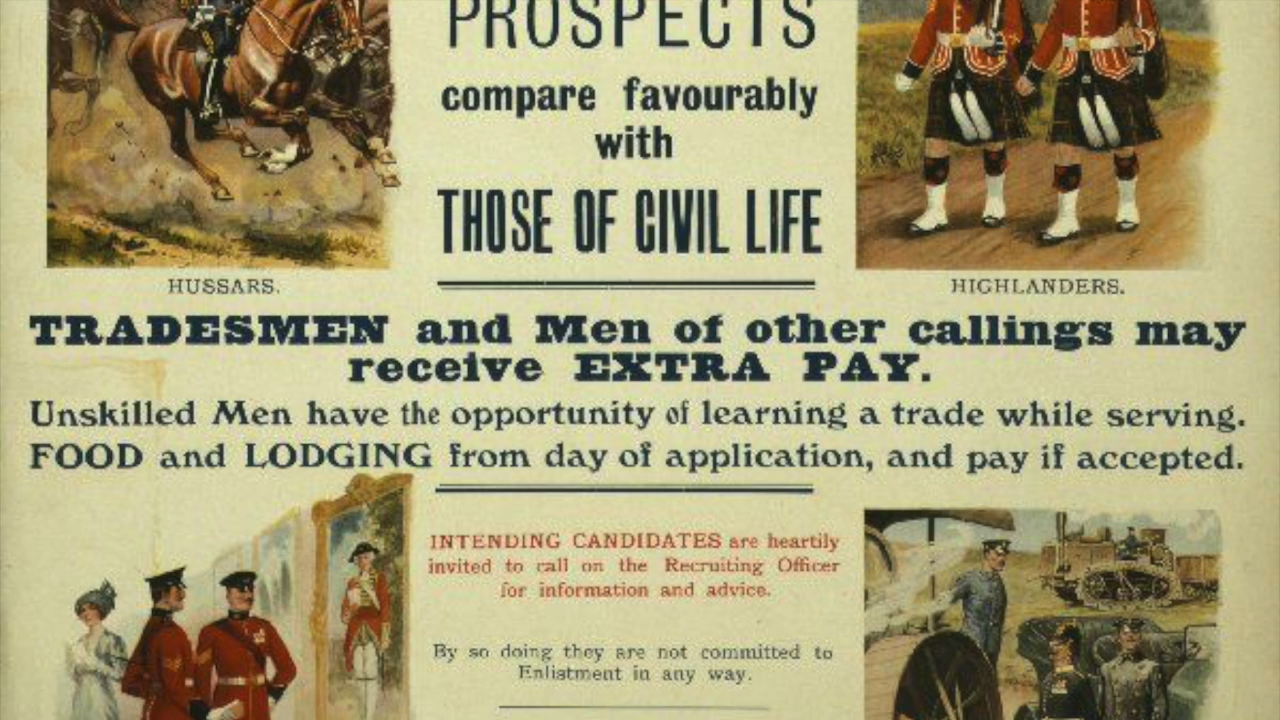 PROSPECTS
compare favourably
with
THOSE OF CIVIL LIFE
HUSSARS.
HIGHLANDERS.
TRADESMEN and Men of other callings may
receive EXTRA PAY.
Unskilled Men have the opportunity of learning a trade while serving.
FOOD and LODGING from day of application, and pay if accepted.
INTENDING CANDIDATES are heartily
invited to call on the Recruiting Officer
for information and advice.
By so doing they are not committed to
Enlistment in any way.